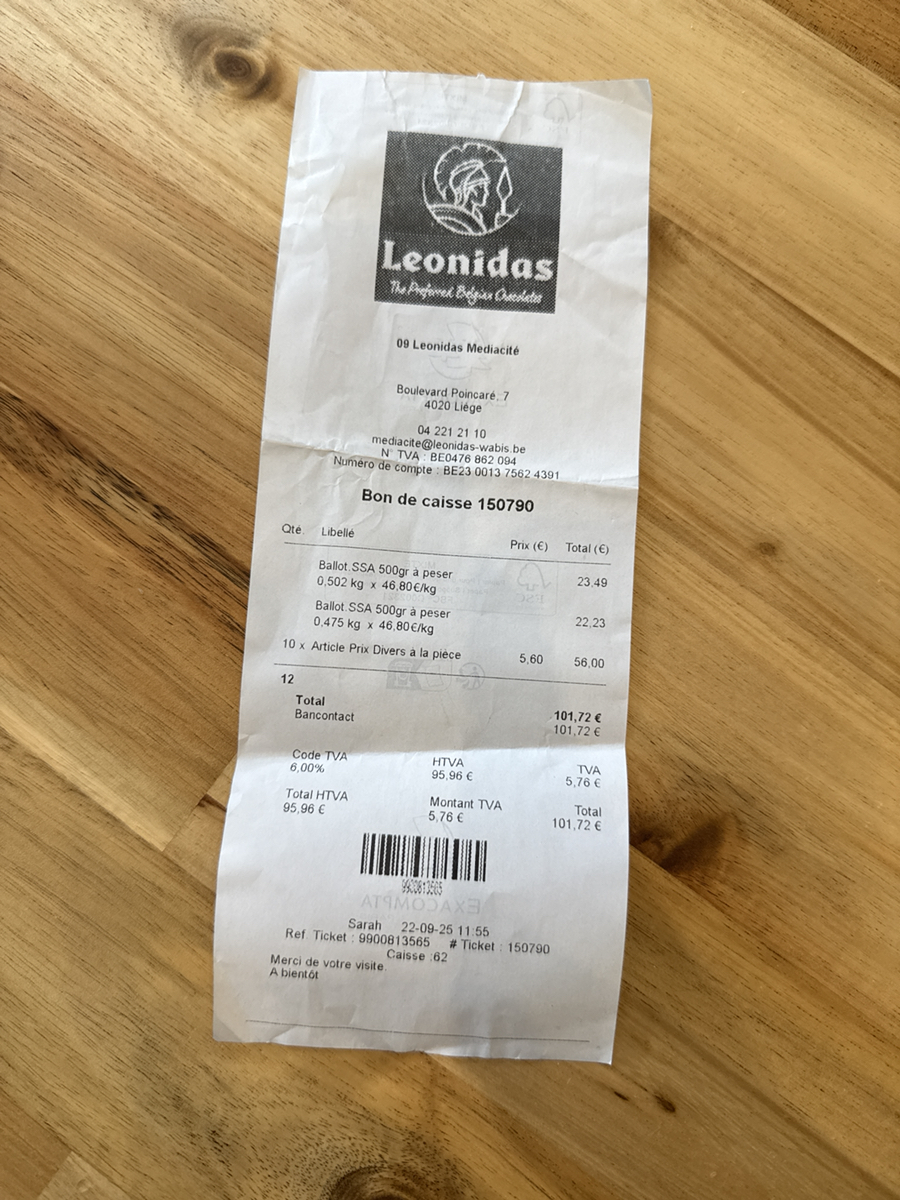 Leonidas
The Preferred Belgian Chocolates
09 Leonidas Mediacité
Boulevard Poincaré, 7
4020 Liége
04 221 21 10
mediacite@leonidas-wabis.be
N° TVA : BE0476 862 094
Numéro de compte : BE23 0013 7562 4391
Bon de caisse 150790
Qté. Libellé Prix (€) Total (€)
Ballot.SSA 500gr à peser
0,502 kg x 46,80€/kg 23,49
Ballot.SSA 500gr à peser
0,475 kg x 46,80€/kg 22,23
10 x Article Prix Divers à la pièce 5,60 56,00
12
Total 101,72 €
Bancontact 101,72 €
Code TVA HTVA TVA
6,00% 95,96 € 5,76 €
Total HTVA Montant TVA Total
95,96 € 5,76 € 101,72 €
9900813565
EXACOMPTA
Sarah 22-09-25 11:55
Ref. Ticket : 9900813565 # Ticket : 150790
Caisse :62
Merci de votre visite.
A bientôt